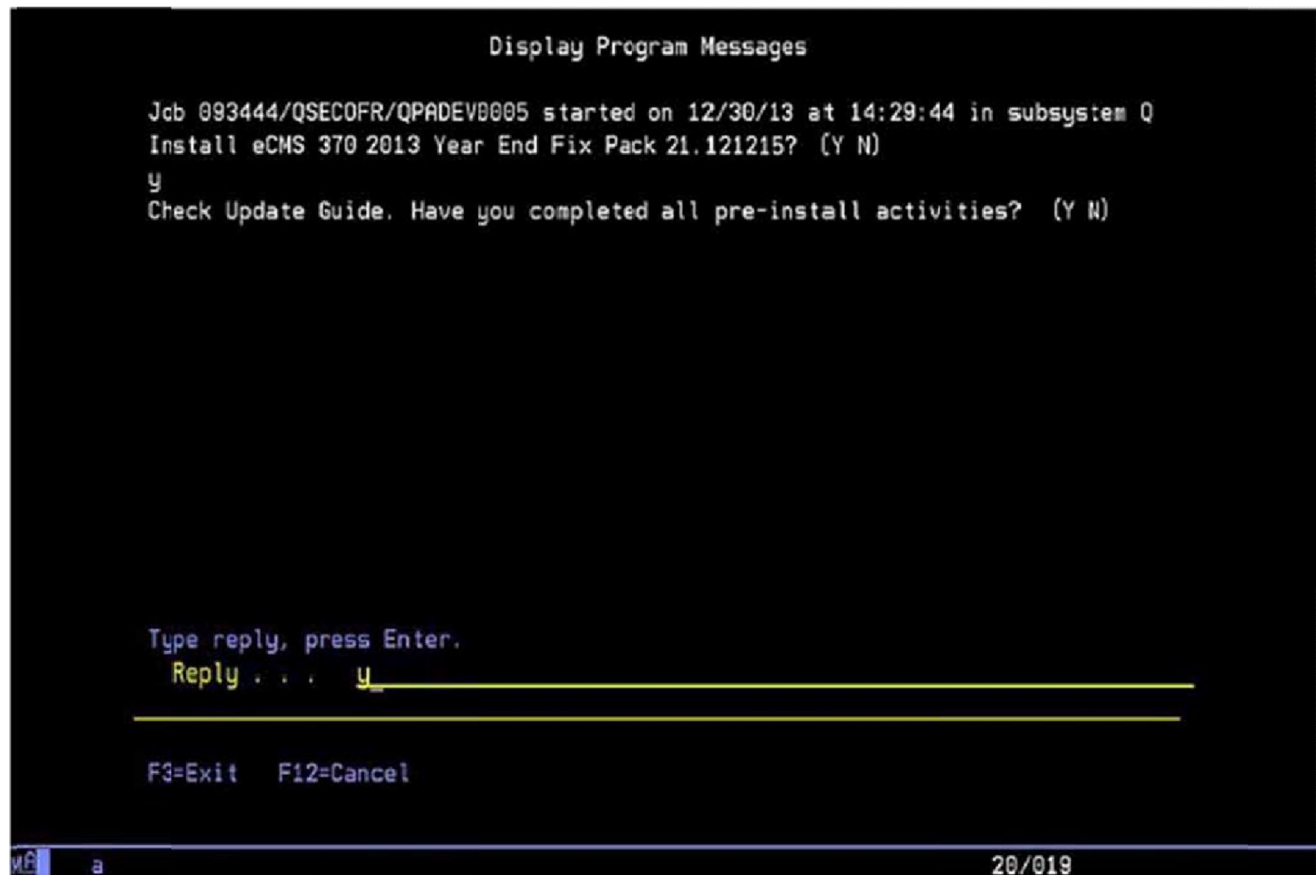 Display Program Messages
Job 093444/QSECOFR/QPADEV0005 started on 12/30/13 at 14:29:44 in subsystem Q
Install eCMS 370 2013 Year End Fix Pack 21.121215? (Y N)
y
Check Update Guide. Have you completed all pre-install activities? (Y N)
Type reply, press Enter.
Reply . . . y_
F3=Exit F12=Cancel
MA a 20/019